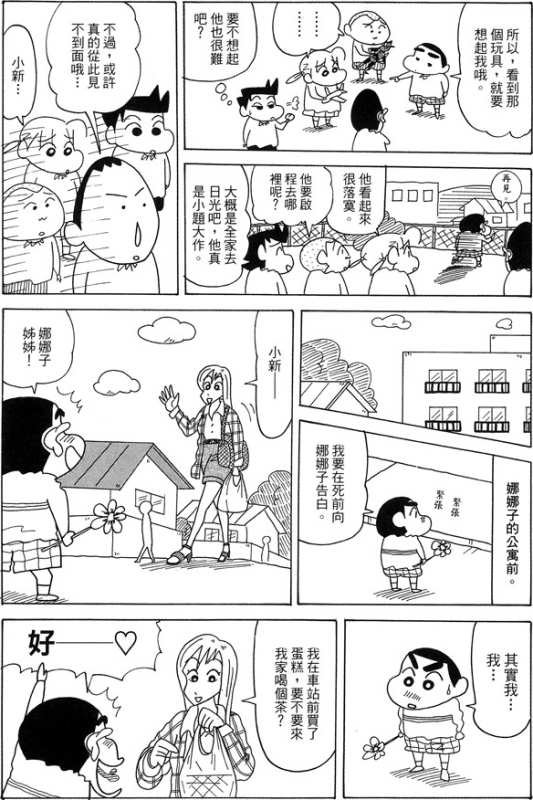 所以，看到那
個玩具，就要
想起我哦。
……
……
要不想起
他也很難
吧？
不過，或許
真的從此見
不到面哦…
小新…
再見。
他看起來
很落寞。
他要啟
程去哪
裡呢？
大概是全家去
日光吧，他真
是小題大作。
娜娜子的公寓前。
緊張
緊張
我要在死前向
娜娜子告白。
小新——
娜娜子
姊姊！
其實我…
我…
我在車站前買了
蛋糕，要不要來
我家喝個茶？
好——♡